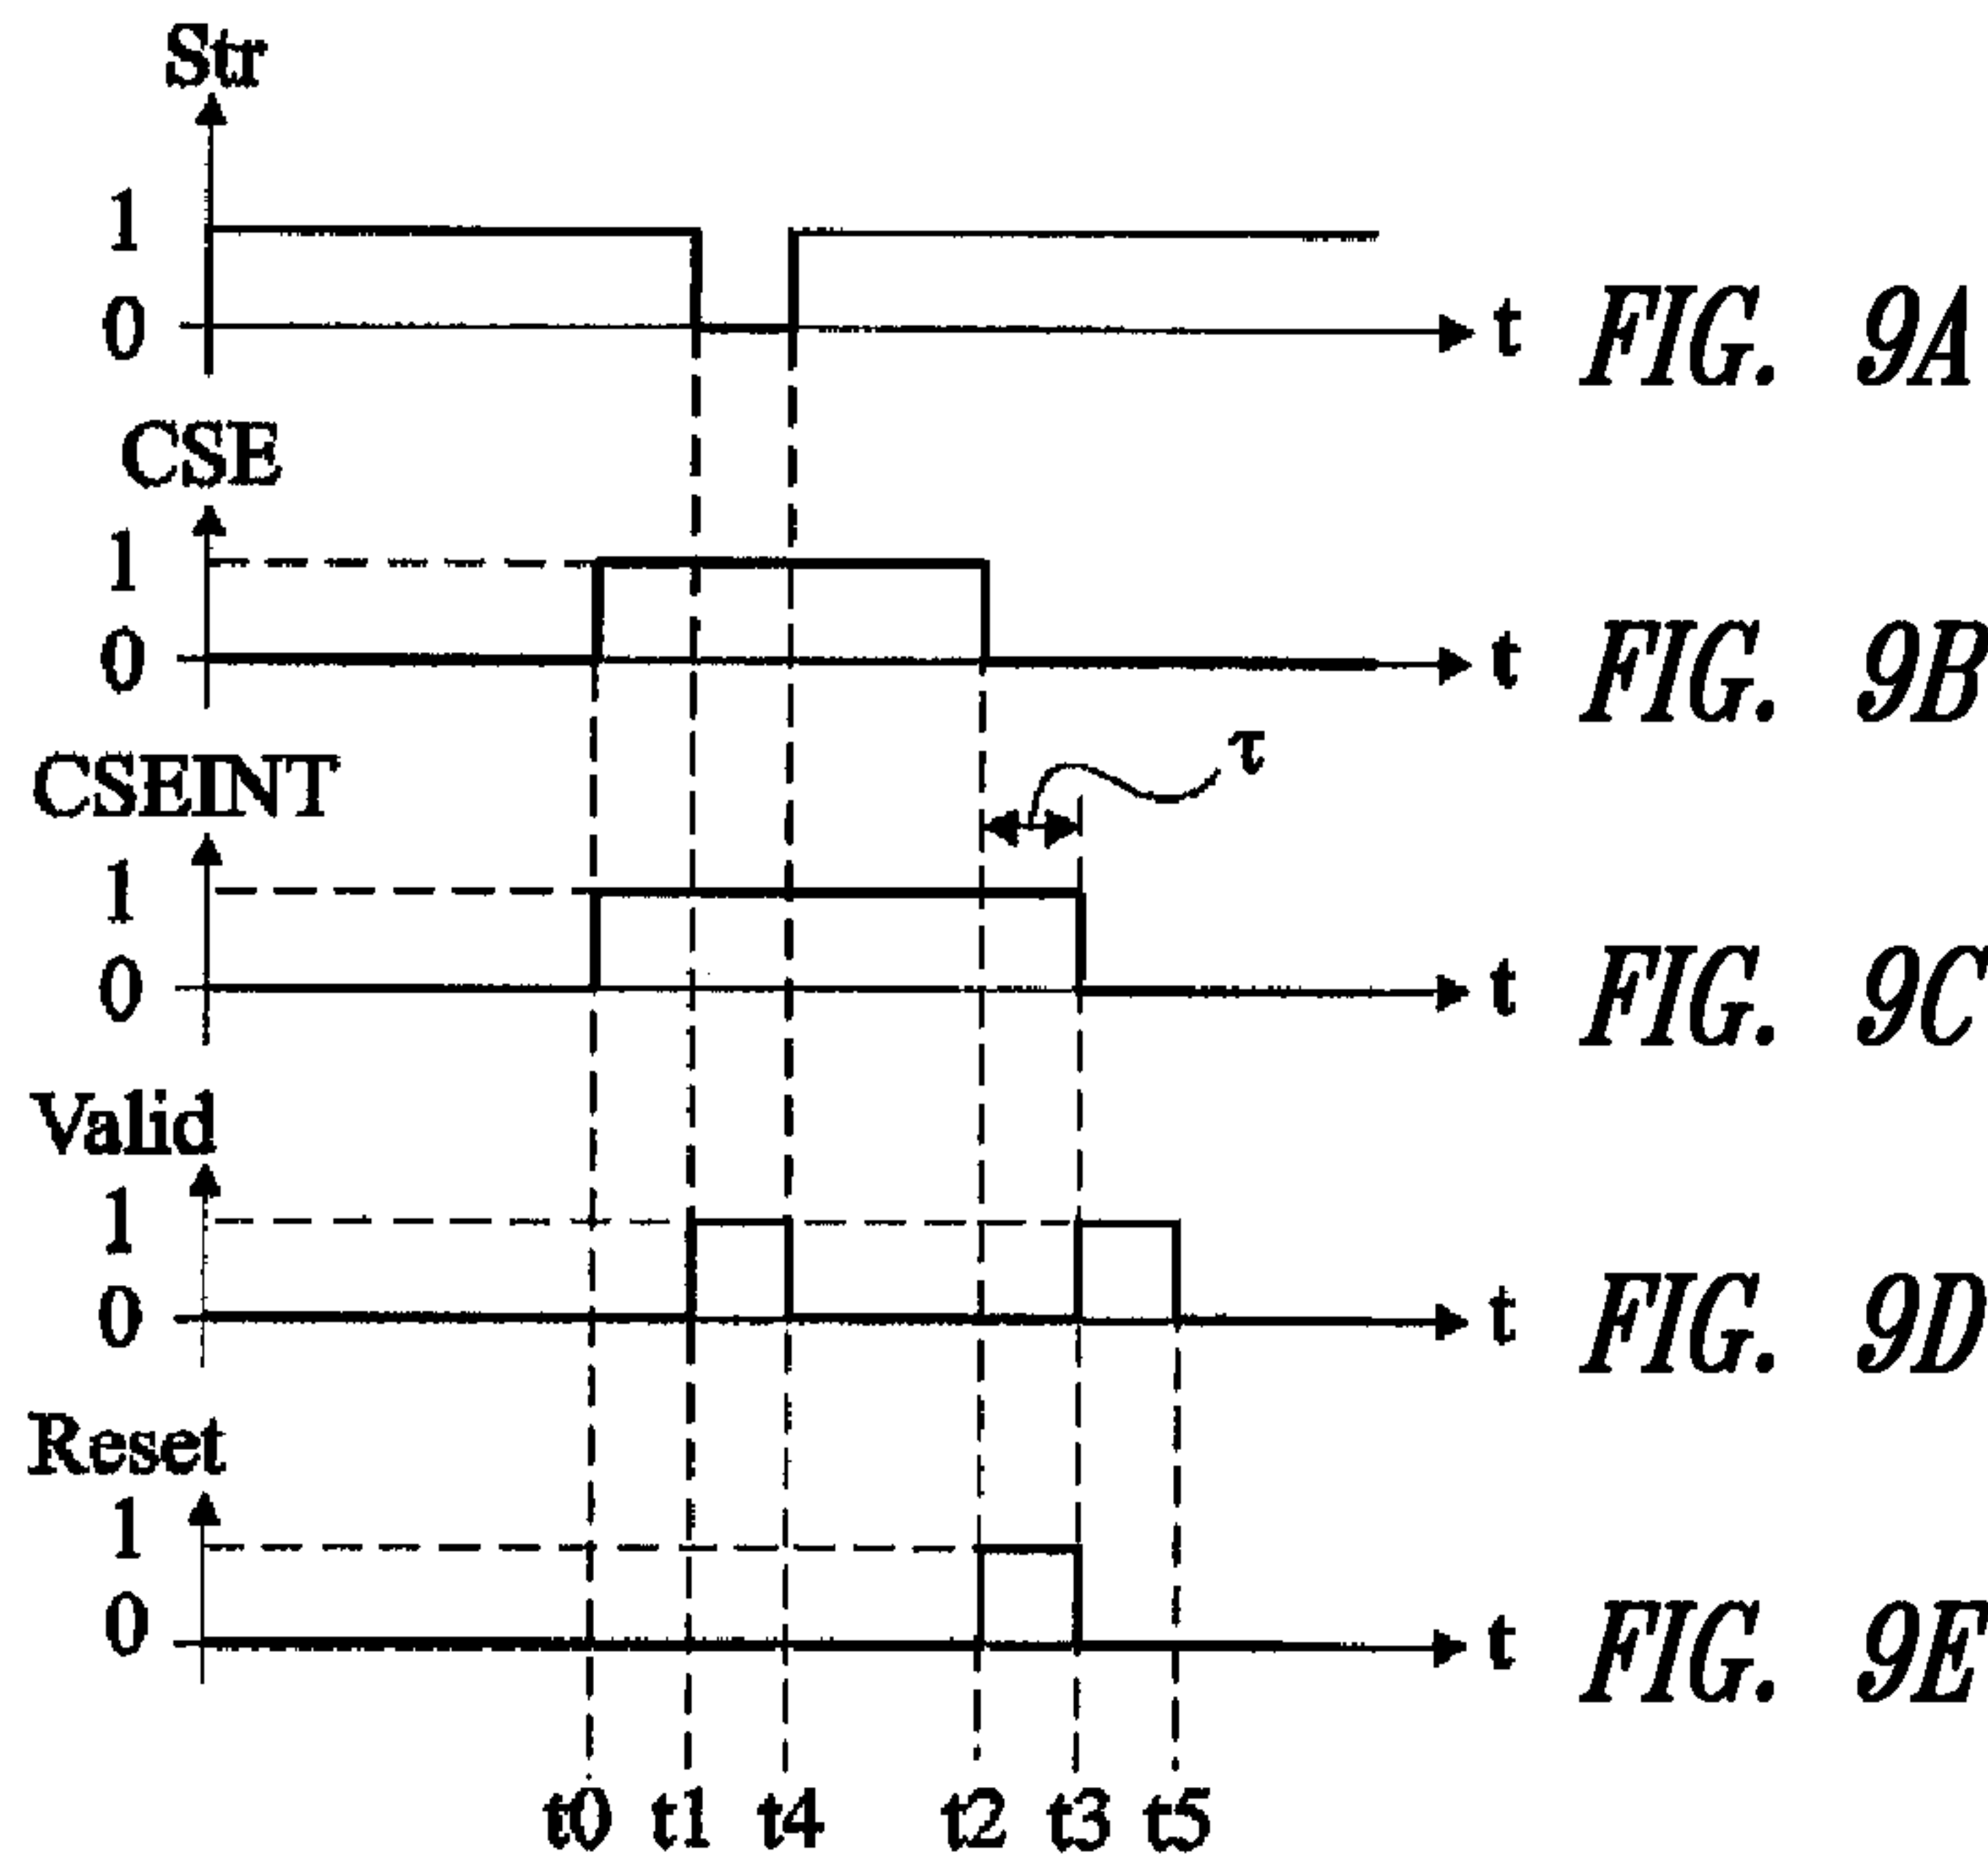 Str
1
0
t
FIG. 9A
CSE
1
0
t
FIG. 9B
τ
CSEINT
1
0
t
FIG. 9C
Valid
1
0
t
FIG. 9D
Reset
1
0
t
FIG. 9E
t0 t1 t4 t2 t3 t5